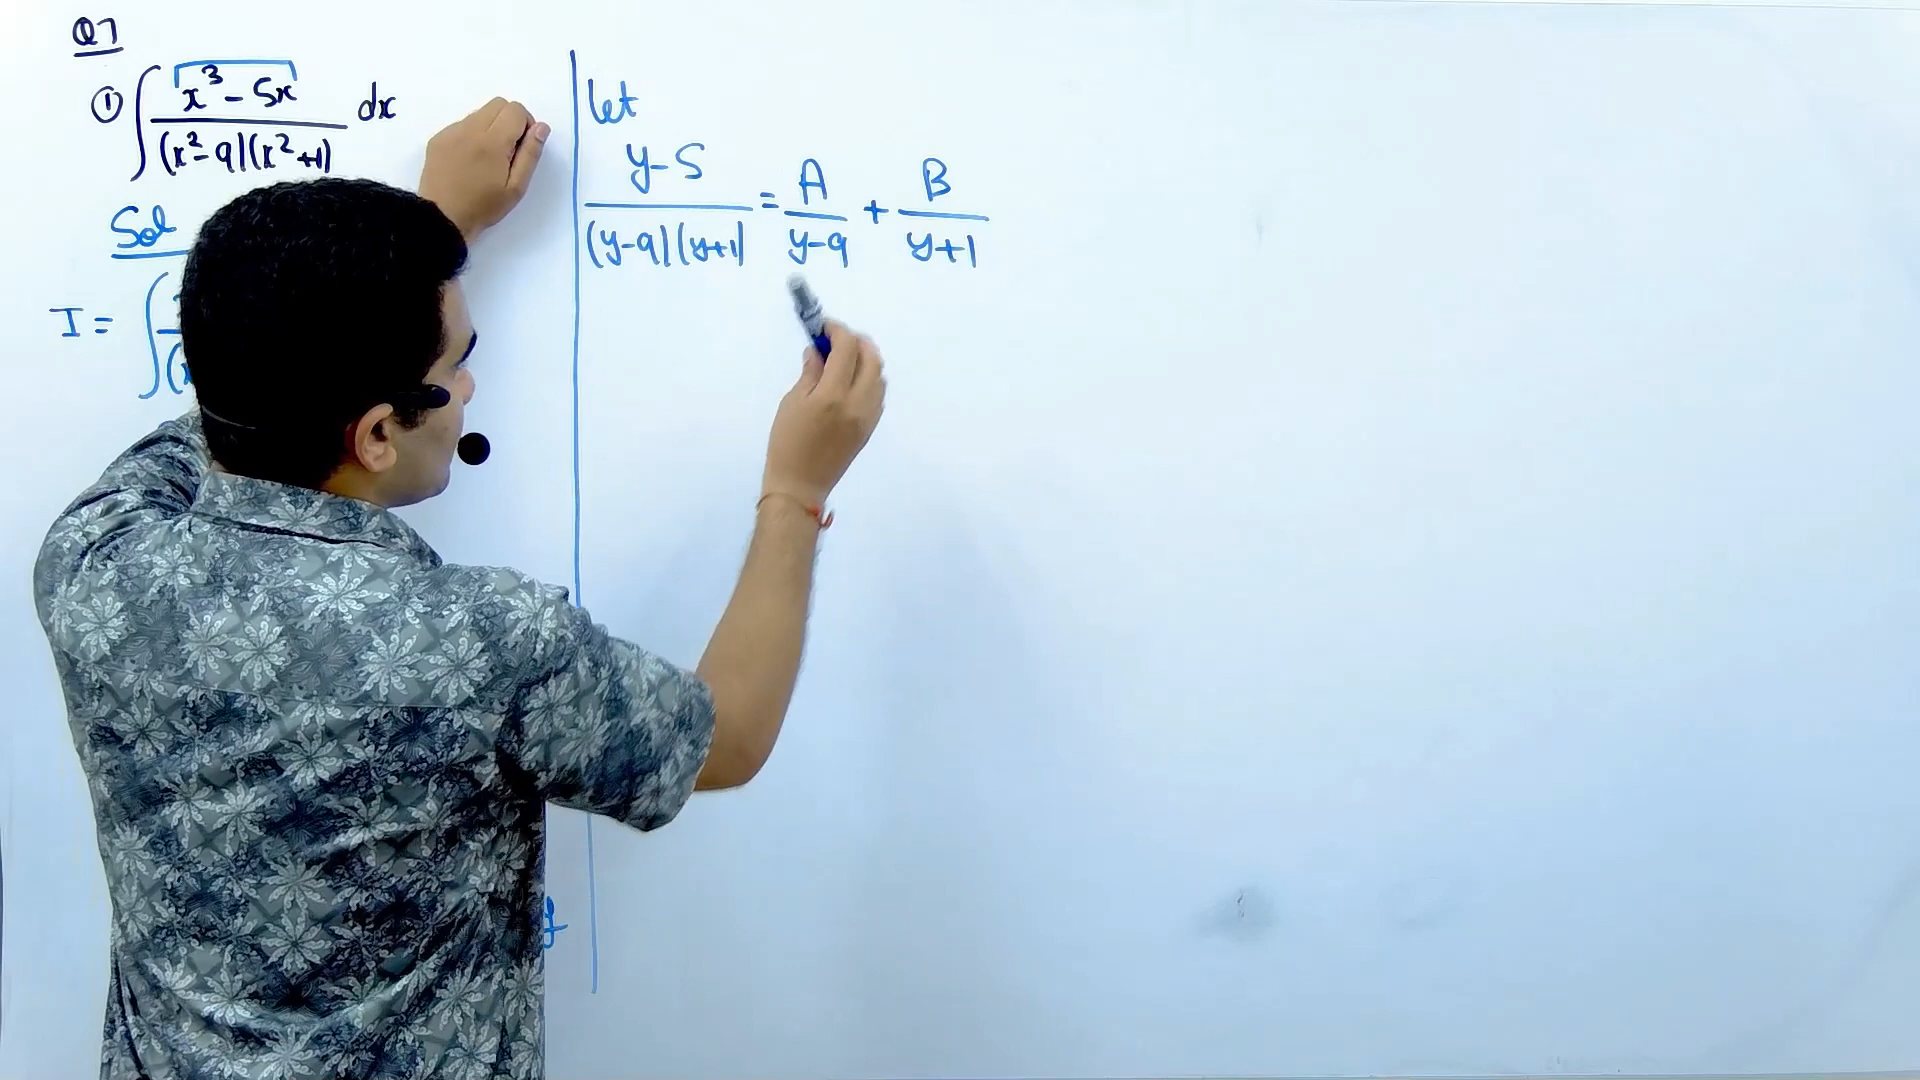 Q7
① ∫ x³ - 5x / (x² - 9)(x² + 1) dx
Sol
I = ∫
let
y - 5 / (y - 9)(y + 1) = A / y - 9 + B / y + 1
y